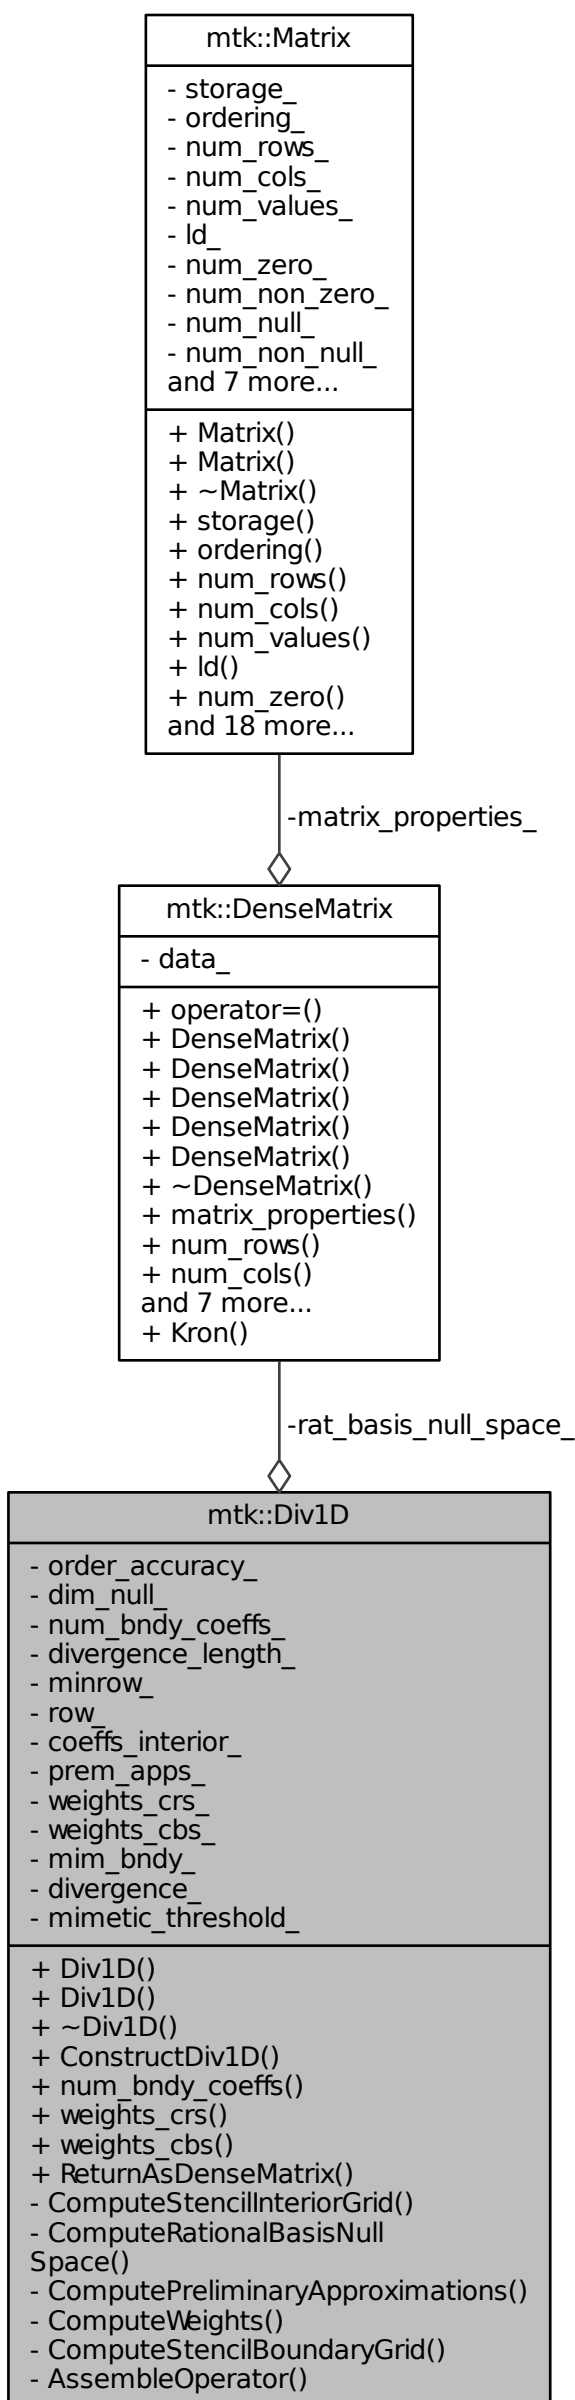 mtk::Matrix
- storage_
- ordering_
- num_rows_
- num_cols_
- num_values_
- ld_
- num_zero_
- num_non_zero_
- num_null_
- num_non_null_
and 7 more...
+ Matrix()
+ Matrix()
+ ~Matrix()
+ storage()
+ ordering()
+ num_rows()
+ num_cols()
+ num_values()
+ ld()
+ num_zero()
and 18 more...
-matrix_properties_
mtk::DenseMatrix
- data_
+ operator=()
+ DenseMatrix()
+ DenseMatrix()
+ DenseMatrix()
+ DenseMatrix()
+ DenseMatrix()
+ ~DenseMatrix()
+ matrix_properties()
+ num_rows()
+ num_cols()
and 7 more...
+ Kron()
-rat_basis_null_space_
mtk::Div1D
- order_accuracy_
- dim_null_
- num_bndy_coeffs_
- divergence_length_
- minrow_
- row_
- coeffs_interior_
- prem_apps_
- weights_crs_
- weights_cbs_
- mim_bndy_
- divergence_
- mimetic_threshold_
+ Div1D()
+ Div1D()
+ ~Div1D()
+ ConstructDiv1D()
+ num_bndy_coeffs()
+ weights_crs()
+ weights_cbs()
+ ReturnAsDenseMatrix()
- ComputeStencilInteriorGrid()
- ComputeRationalBasisNull
Space()
- ComputePreliminaryApproximations()
- ComputeWeights()
- ComputeStencilBoundaryGrid()
- AssembleOperator()